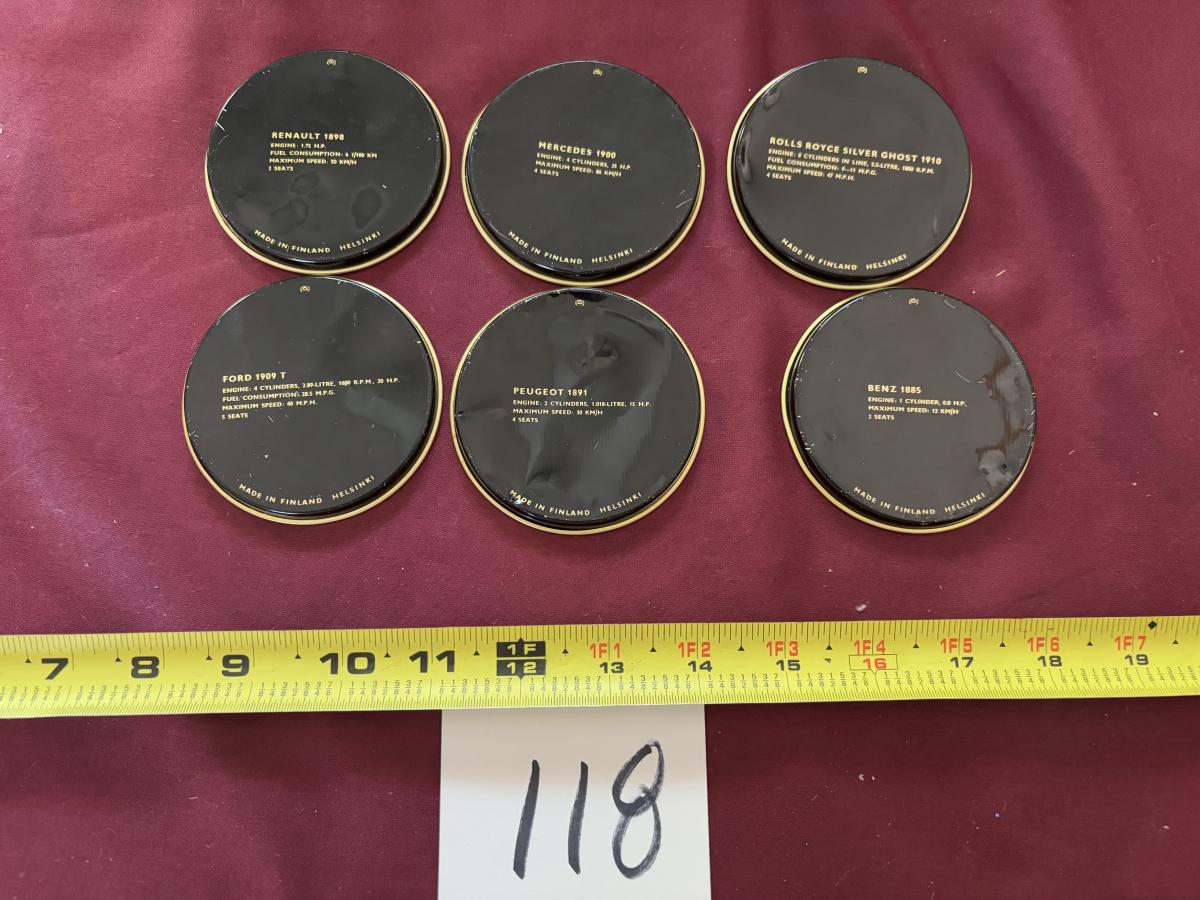 RENAULT 1898
ENGINE: 1.75 H.P.
FUEL CONSUMPTION: 6 1/100 KM
MAXIMUM SPEED: 50 KM/H
2 SEATS
MADE IN FINLAND HELSINKI
MERCEDES 1900
ENGINE: 4 CYLINDERS, 35 H.P.
MAXIMUM SPEED: 86 KM/H
4 SEATS
MADE IN FINLAND HELSINKI
ROLLS ROYCE SILVER GHOST 1910
ENGINE: CYLINDERS IN LINE, 5.5-LITRE, 1800 R.P.M.
FUEL CONSUMPTION: 9—11 M.P.G.
MAXIMUM SPEED: 47 M.P.H.
4 SEATS
MADE IN FINLAND HELSINKI
FORD 1909 T
ENGINE: 4 CYLINDERS, 2.89-LITRE, 1600 R.P.M., 20 H.P.
FUEL CONSUMPTION: 28.5 M.P.G.
MAXIMUM SPEED: 40 M.P.H.
5 SEATS
MADE IN FINLAND HELSINKI
PEUGEOT 1891
ENGINE: 2 CYLINDERS, 1.018-LITRE, 15 H.P.
MAXIMUM SPEED: 30 KM/H
4 SEATS
MADE IN FINLAND HELSINKI
BENZ 1885
ENGINE: 1 CYLINDER, 0.8 H.P.
MAXIMUM SPEED: 12 KM/H
2 SEATS
MADE IN FINLAND HELSINKI
1F 1F1 1F2 1F3 1F4 1F5 1F6 1F7
7 8 9 10 11 12 13 14 15 16 17 18 19
118